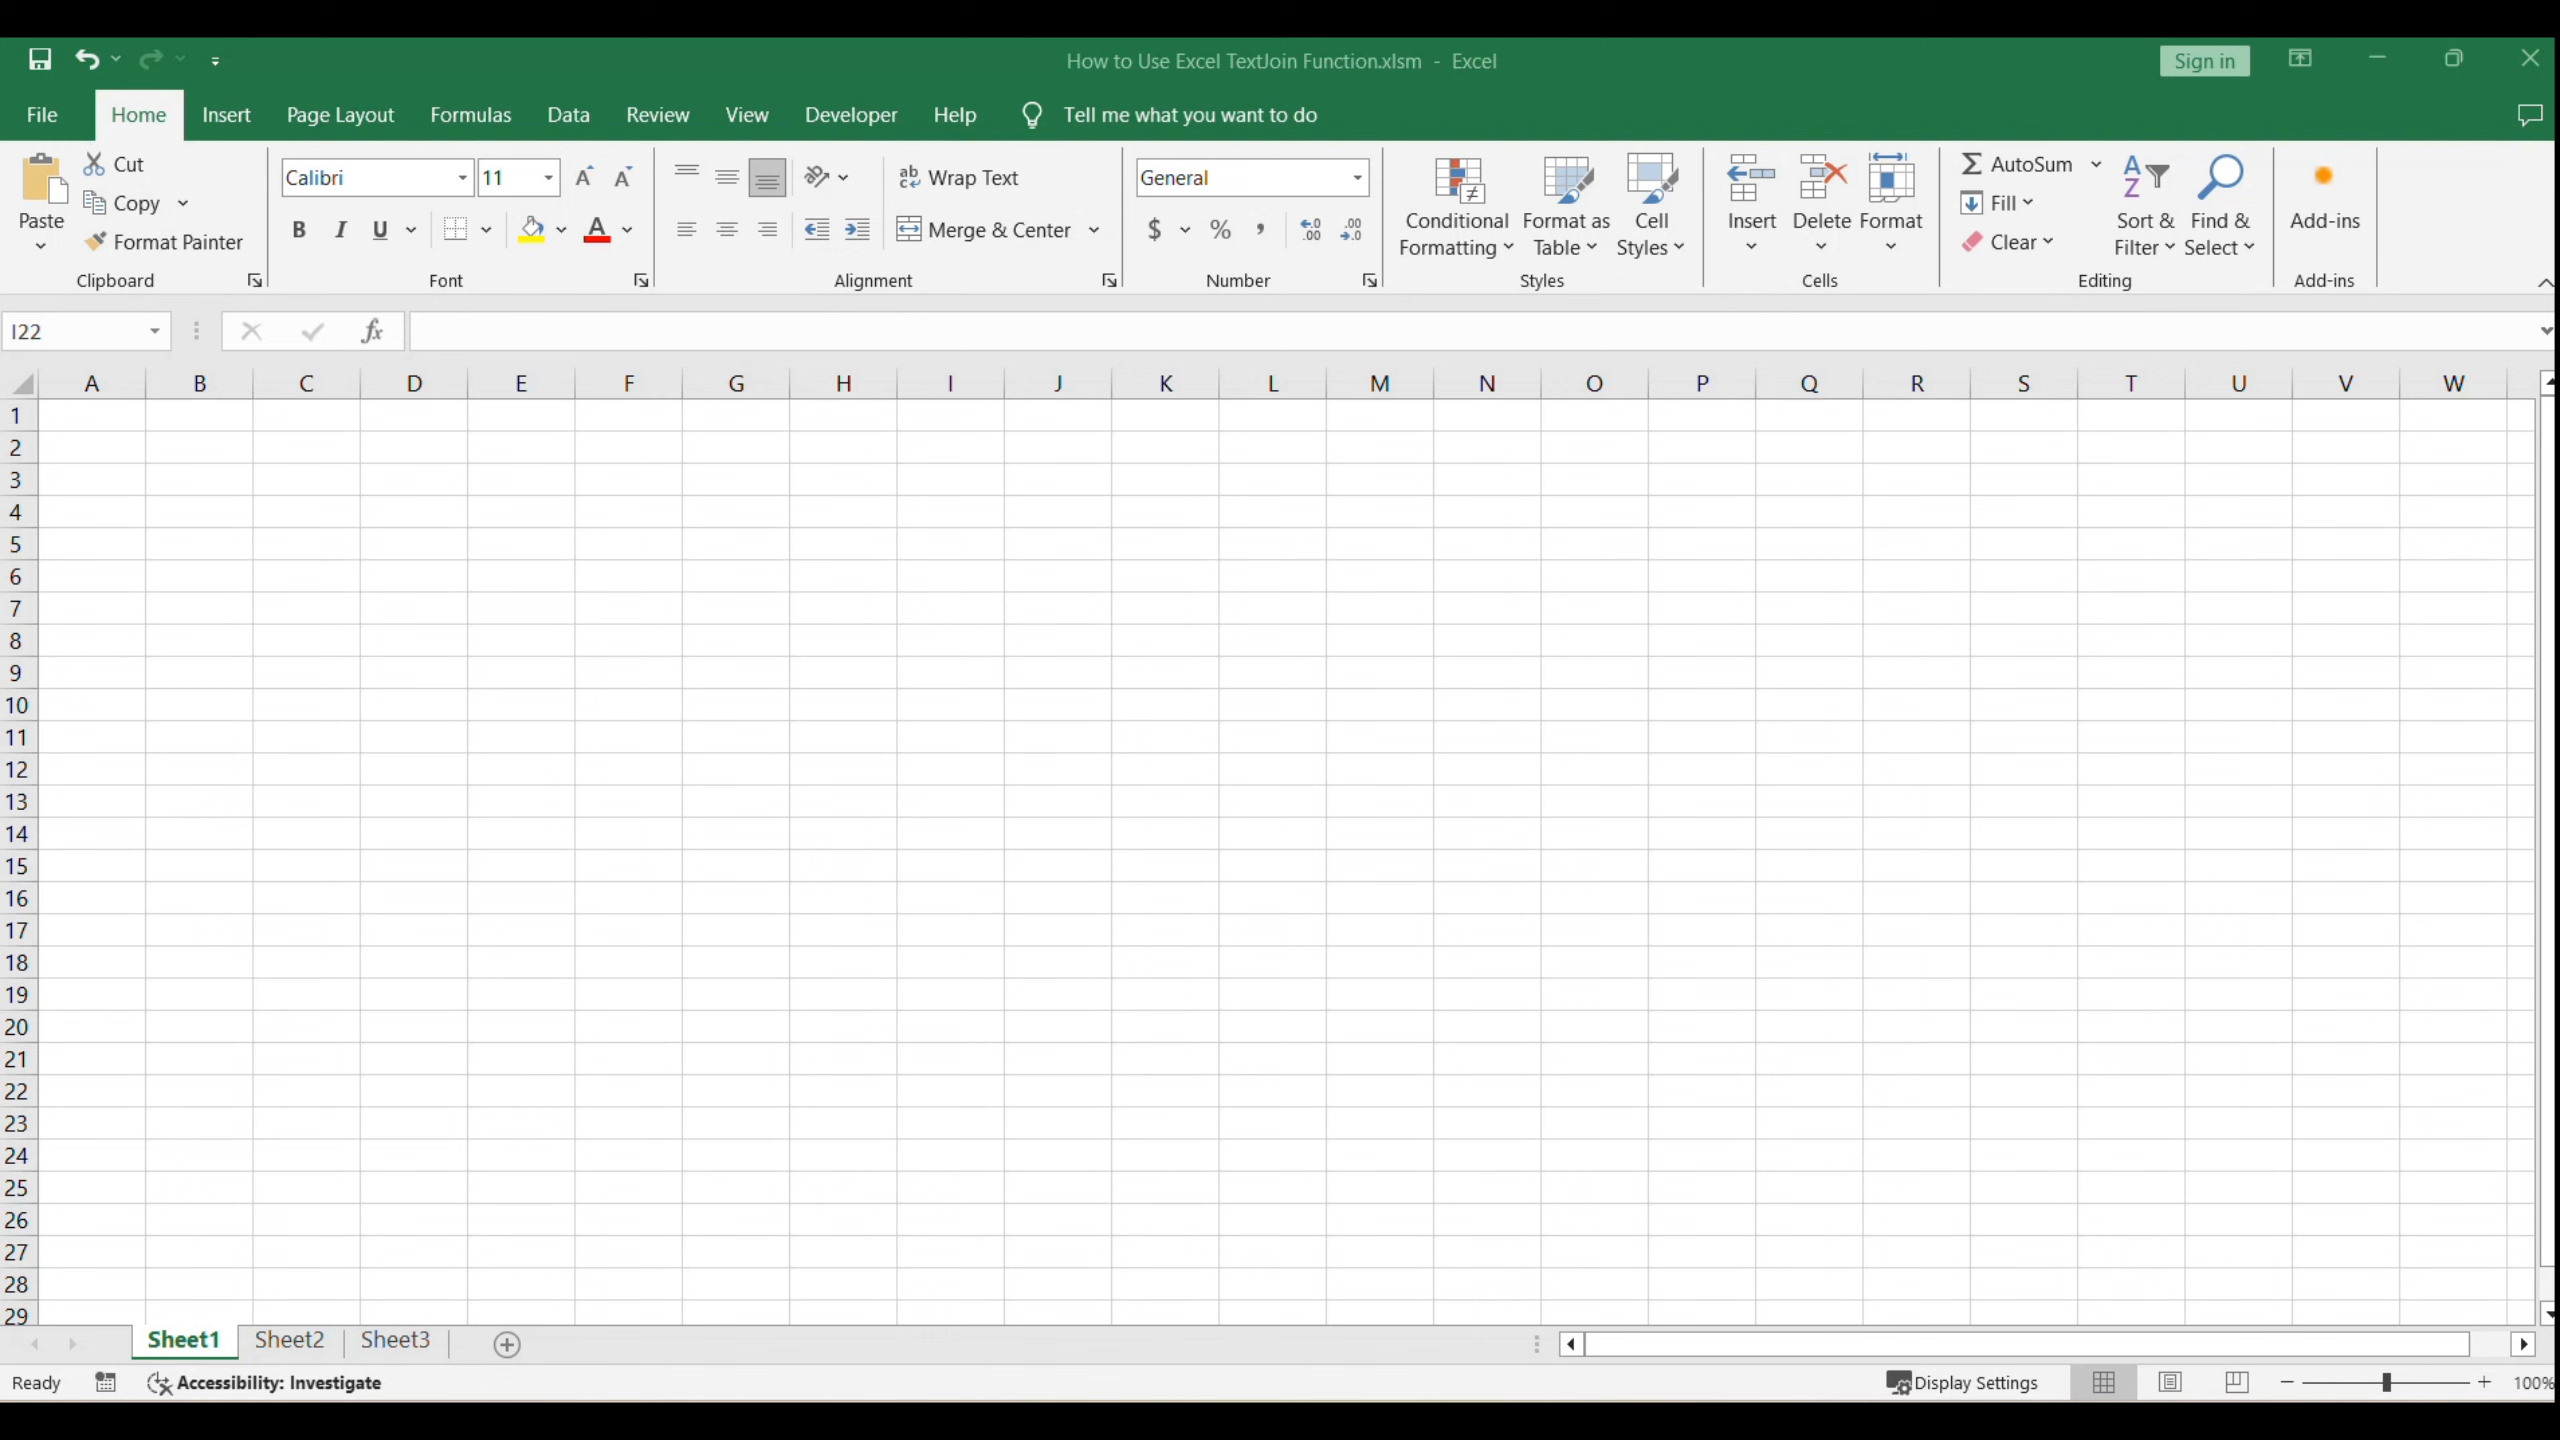 How to Use Excel TextJoin Function.xlsm - Excel
Sign in
File Home Insert Page Layout Formulas Data Review View Developer Help Tell me what you want to do
Paste
Cut
Copy
Format Painter
Clipboard
Calibri 11
B I U
Font
Wrap Text
Merge & Center
Alignment
General
$ % ,
Number
Conditional Formatting
Format as Table
Cell Styles
Styles
Insert
Delete
Format
Cells
AutoSum
Fill
Clear
Sort & Filter
Find & Select
Editing
Add-ins
Add-ins
I22
fx
A B C D E F G H I J K L M N O P Q R S T U V W
1
2
3
4
5
6
7
8
9
10
11
12
13
14
15
16
17
18
19
20
21
22
23
24
25
26
27
28
29
Sheet1 Sheet2 Sheet3
Ready
Accessibility: Investigate
Display Settings
100%